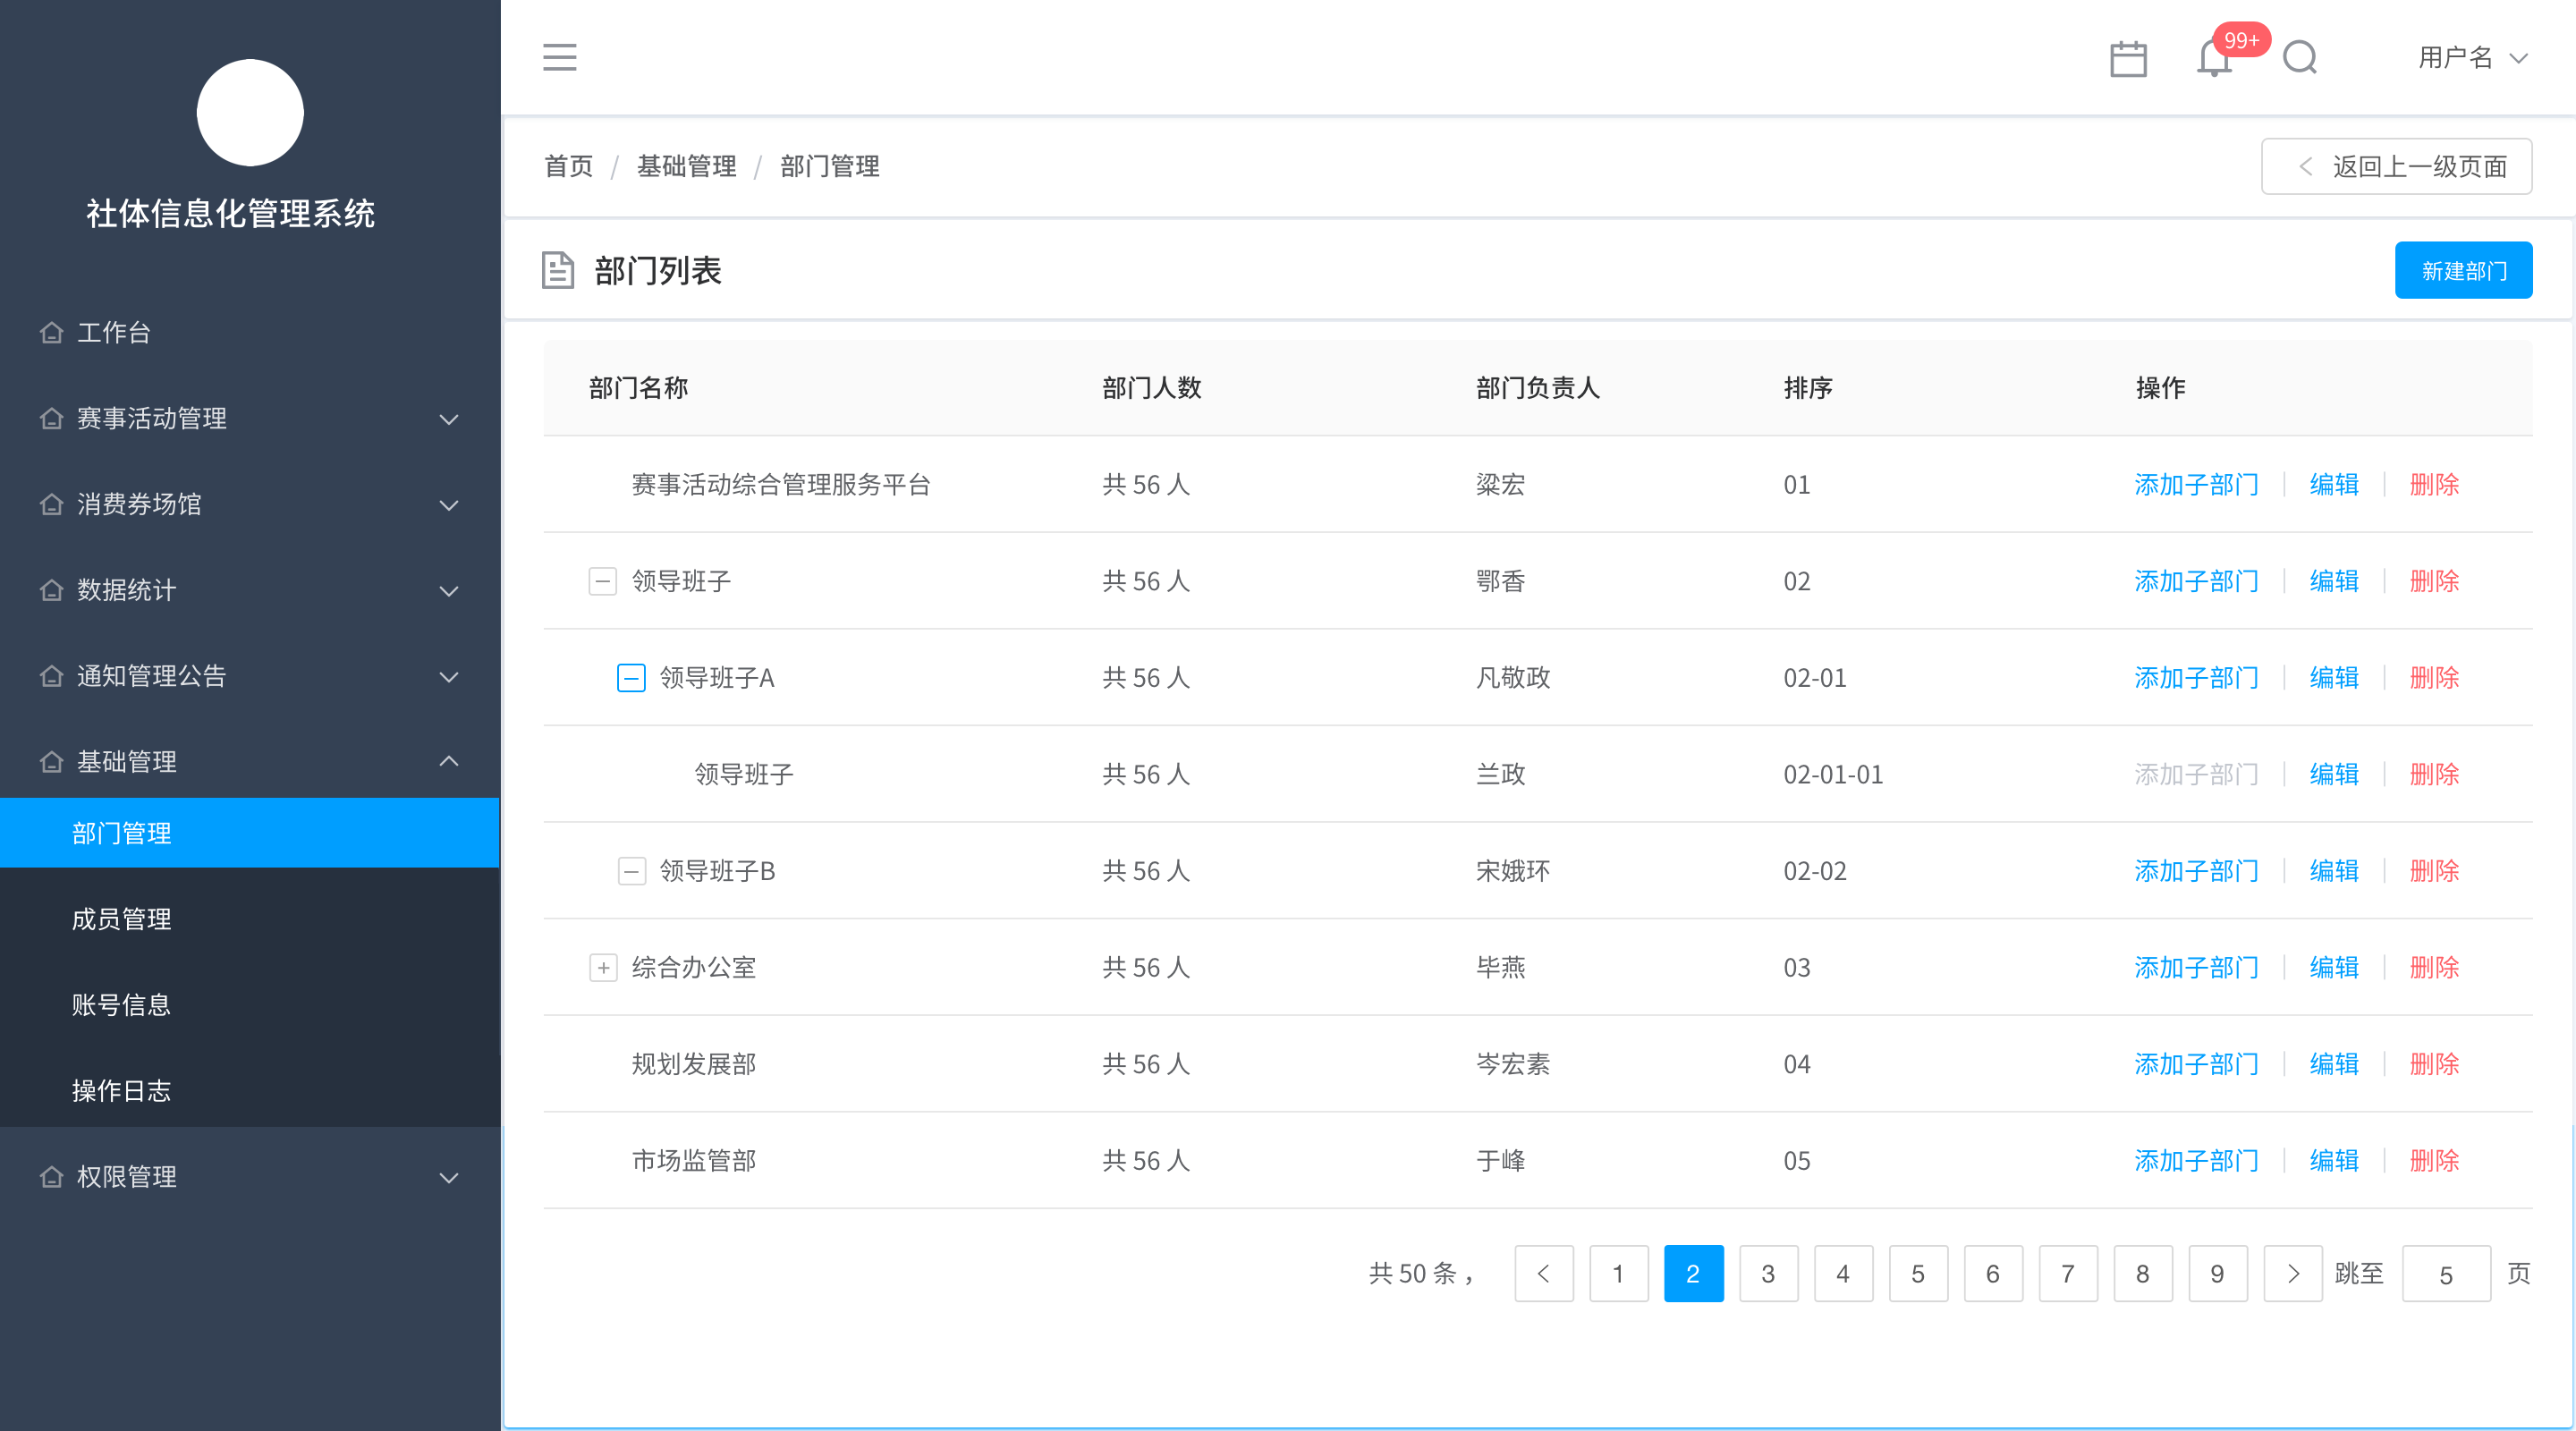 社体信息化管理系统
工作台
赛事活动管理
消费券场馆
数据统计
通知管理公告
基础管理
部门管理
成员管理
账号信息
操作日志
权限管理
99+
用户名
首页 / 基础管理 / 部门管理
返回上一级页面
部门列表
新建部门
部门名称 部门人数 部门负责人 排序 操作
赛事活动综合管理服务平台 共 56 人 梁宏 01 添加子部门 编辑 删除
领导班子 共 56 人 鄂香 02 添加子部门 编辑 删除
领导班子A 共 56 人 凡敬政 02-01 添加子部门 编辑 删除
领导班子 共 56 人 兰政 02-01-01 添加子部门 编辑 删除
领导班子B 共 56 人 宋娥环 02-02 添加子部门 编辑 删除
综合办公室 共 56 人 毕燕 03 添加子部门 编辑 删除
规划发展部 共 56 人 岑宏素 04 添加子部门 编辑 删除
市场监管部 共 56 人 于峰 05 添加子部门 编辑 删除
共 50 条， 1 2 3 4 5 6 7 8 9 跳至 5 页